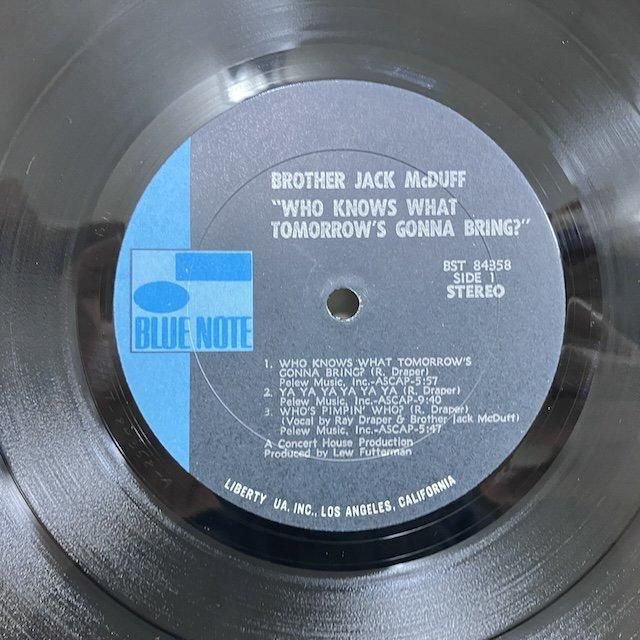 BROTHER JACK McDUFF
"WHO KNOWS WHAT
TOMORROW'S GONNA BRING?"
BST 84358
SIDE 1
STEREO
BLUE NOTE
1. WHO KNOWS WHAT TOMORROW'S
GONNA BRING? (R. Draper)
Pelew Music, Inc.-ASCAP-5:57
2. YA YA YA YA YA YA (R. Draper)
Pelew Music, Inc.-ASCAP-9:40
3. WHO'S PIMPIN' WHO? (R. Draper)
(Vocal by Ray Draper & Brother Jack McDuff)
Pelew Music, Inc.-ASCAP-5:57
A Concert House Production
Produced by Lew Futterman
LIBERTY UA, INC., LOS ANGELES, CALIFORNIA